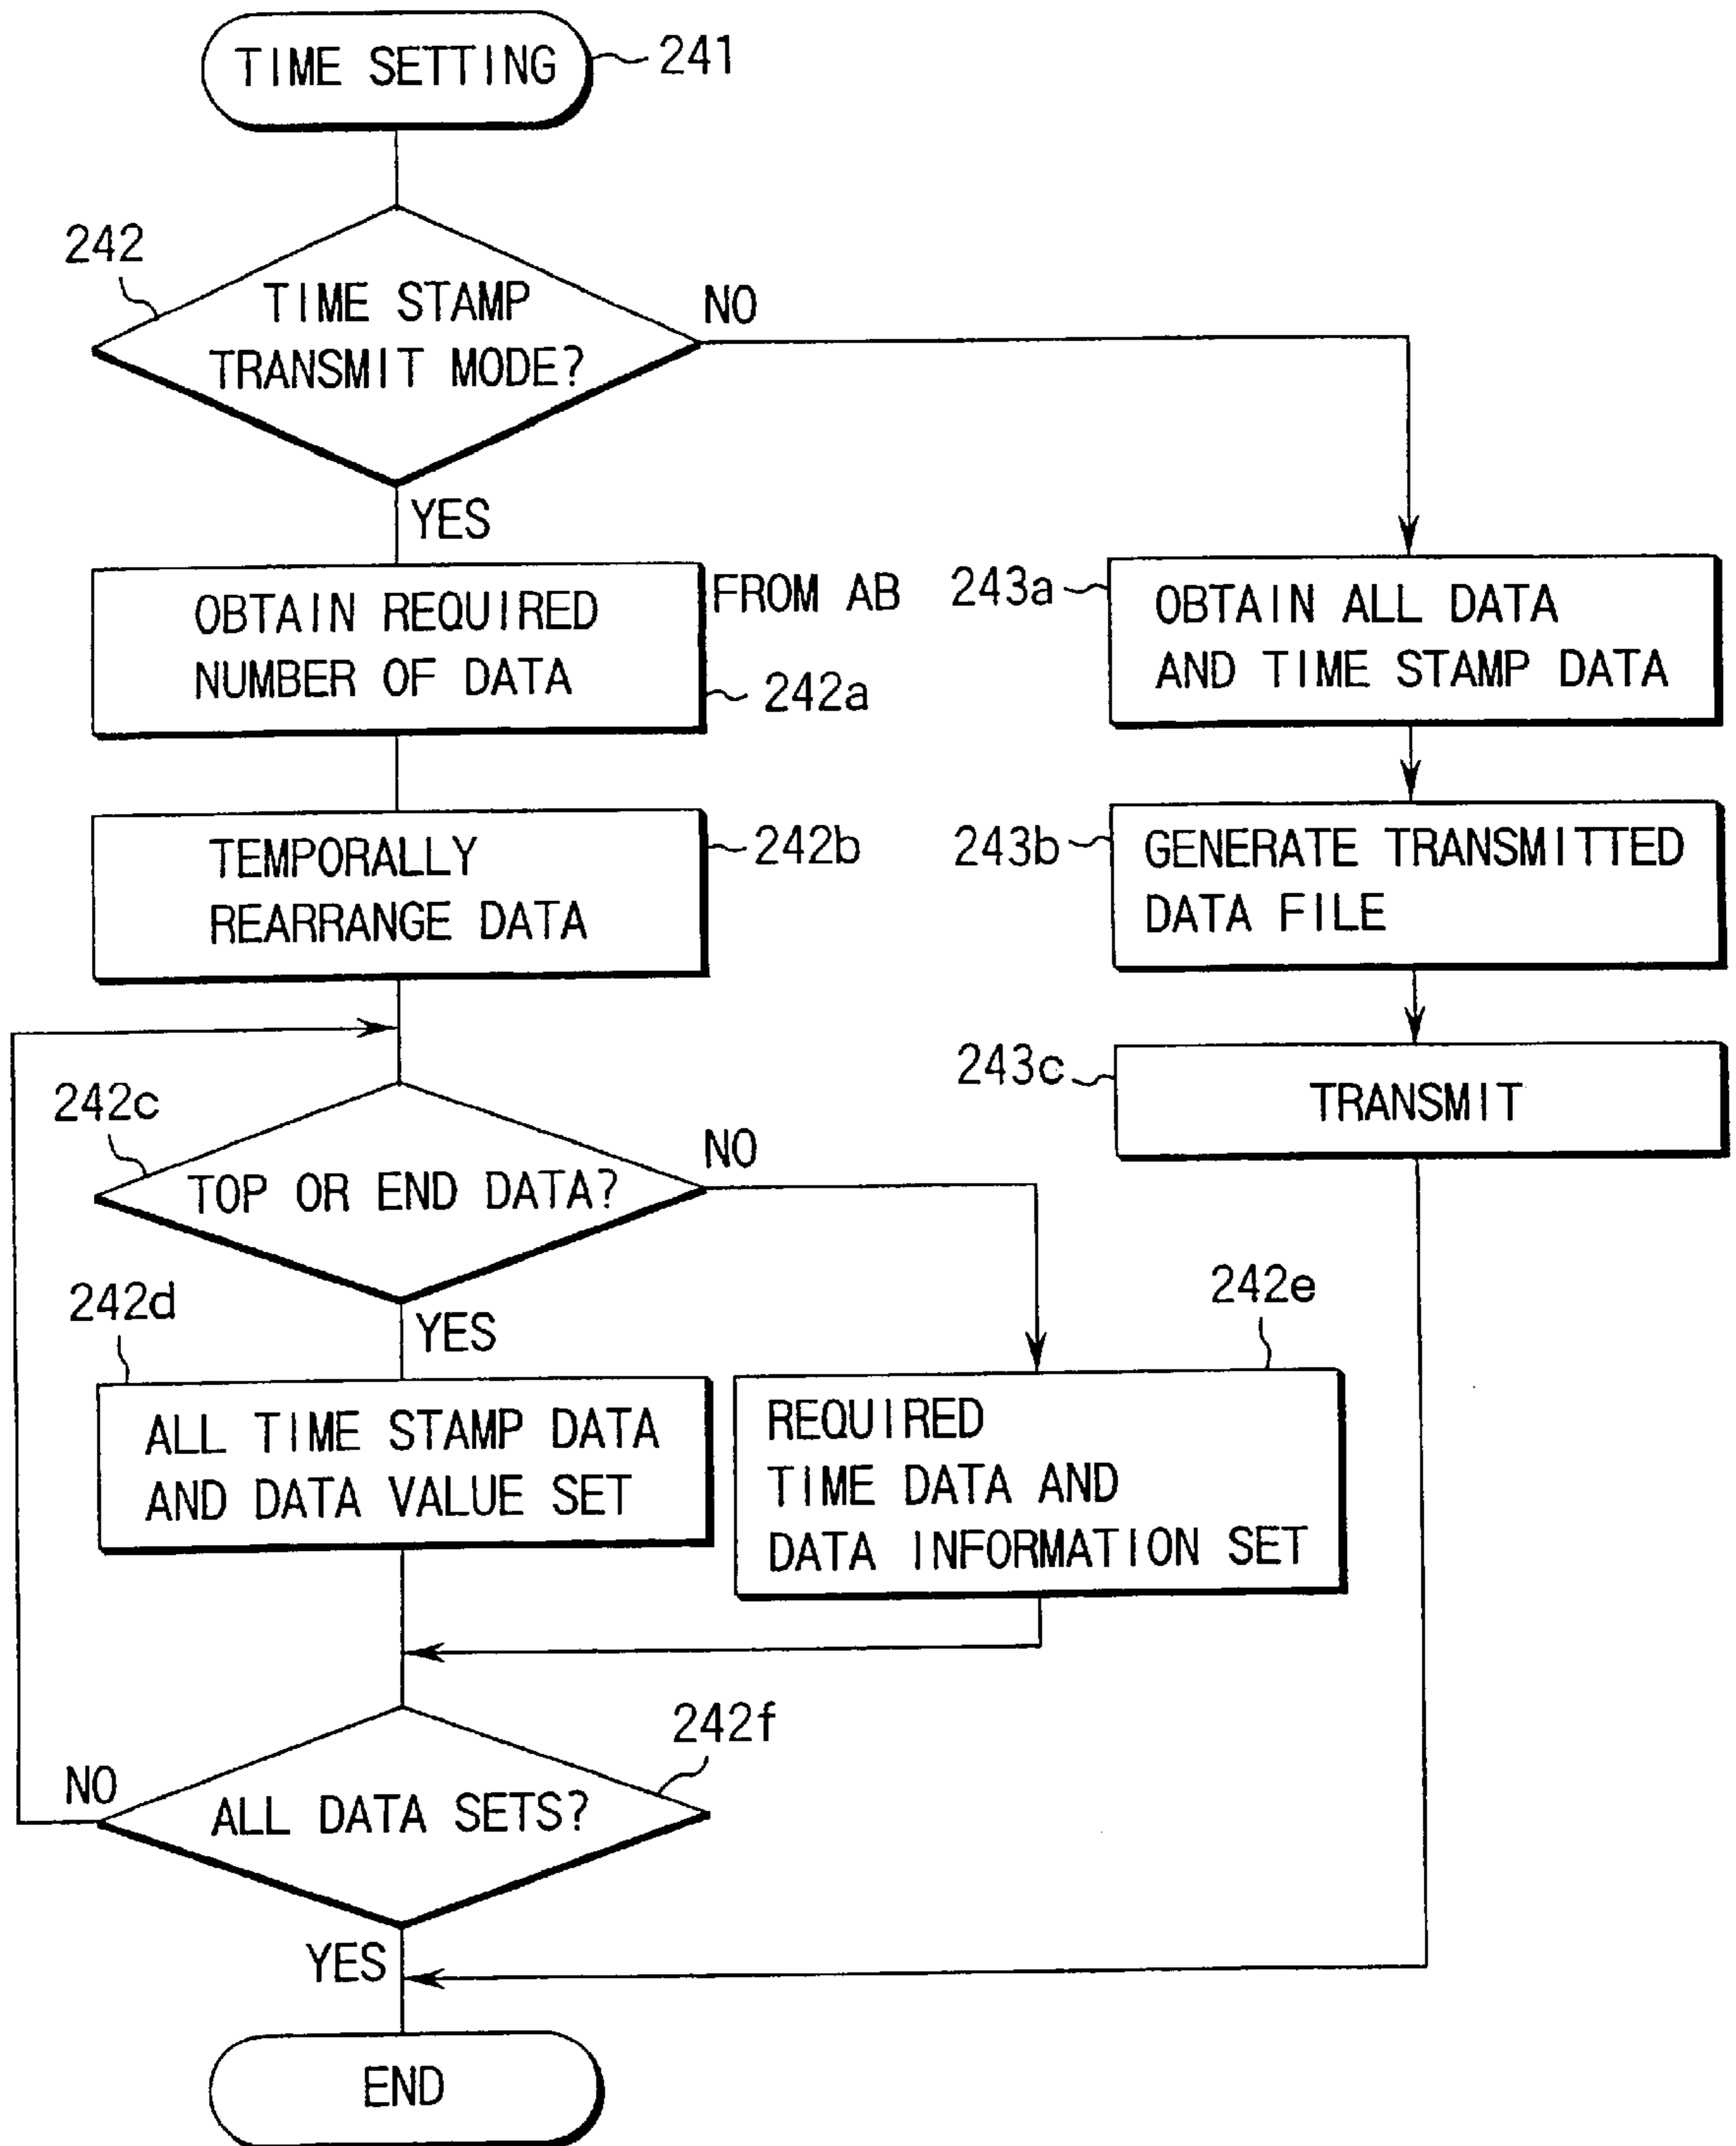 TIME SETTING
241
242
TIME STAMP
TRANSMIT MODE?
NO
YES
OBTAIN REQUIRED
NUMBER OF DATA
FROM AB
242a
243a
OBTAIN ALL DATA
AND TIME STAMP DATA
TEMPORALLY
REARRANGE DATA
242b
243b
GENERATE TRANSMITTED
DATA FILE
243c
TRANSMIT
242c
TOP OR END DATA?
NO
YES
242d
ALL TIME STAMP DATA
AND DATA VALUE SET
242e
REQUIRED
TIME DATA AND
DATA INFORMATION SET
242f
ALL DATA SETS?
NO
YES
END